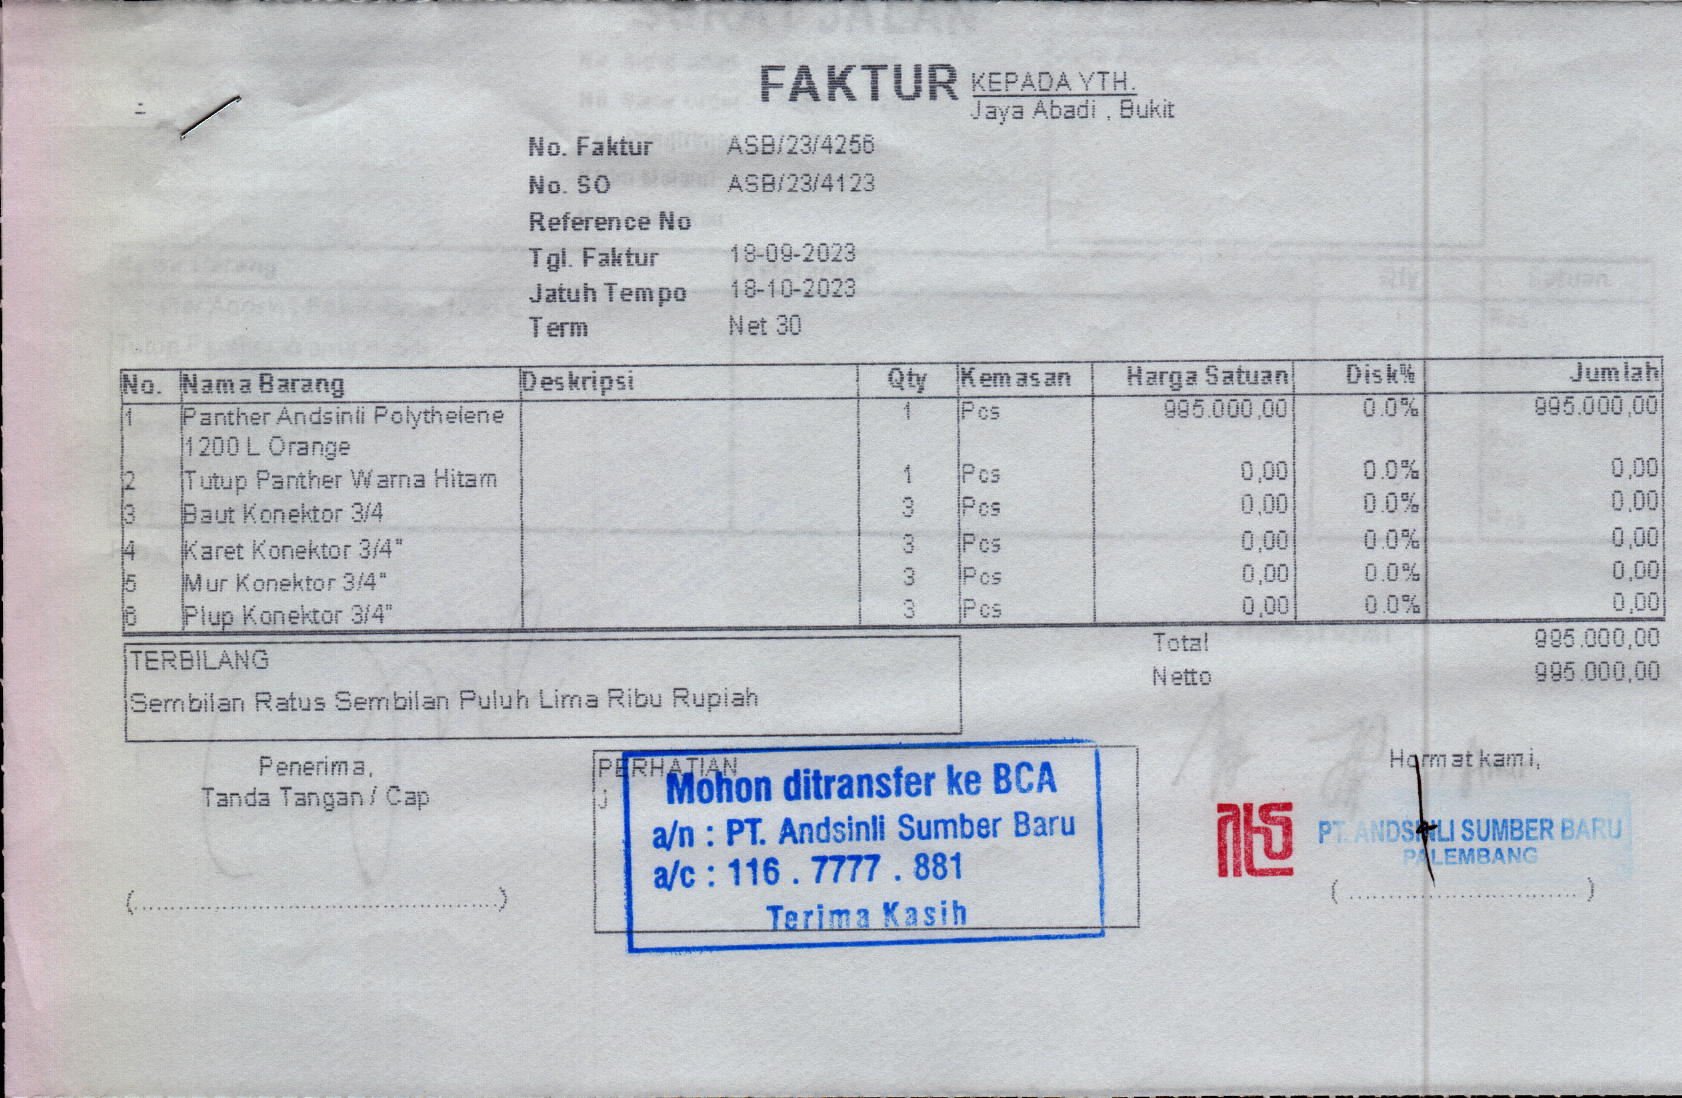 FAKTUR
KEPADA YTH.
Jaya Abadi , Bukit
No. Faktur ASB/23/4256
No. SO ASB/23/4123
Reference No
Tgl. Faktur 18-09-2023
Jatuh Tempo 18-10-2023
Term Net 30
No. Nama Barang Deskripsi Qty Kemasan Harga Satuan Disk% Jumlah
1 Panther Andsinli Polythelene 1 Pcs 995.000,00 0.0% 995.000,00
1200 L Orange
2 Tutup Panther Warna Hitam 1 Pcs 0,00 0.0% 0,00
3 Baut Konektor 3/4 3 Pcs 0,00 0.0% 0,00
4 Karet Konektor 3/4" 3 Pcs 0,00 0.0% 0,00
5 Mur Konektor 3/4" 3 Pcs 0,00 0.0% 0,00
6 Plup Konektor 3/4" 3 Pcs 0,00 0.0% 0,00
Total 995.000,00
Netto 995.000,00
TERBILANG
Sembilan Ratus Sembilan Puluh Lima Ribu Rupiah
Penerima,
Tanda Tangan / Cap
(..........................................)
PERHATIAN
Mohon ditransfer ke BCA
a/n : PT. Andsinli Sumber Baru
a/c : 116 . 7777 . 881
Terima Kasih
Hormat kami,
PT. ANDSINLI SUMBER BARU
PALEMBANG
(..............................)